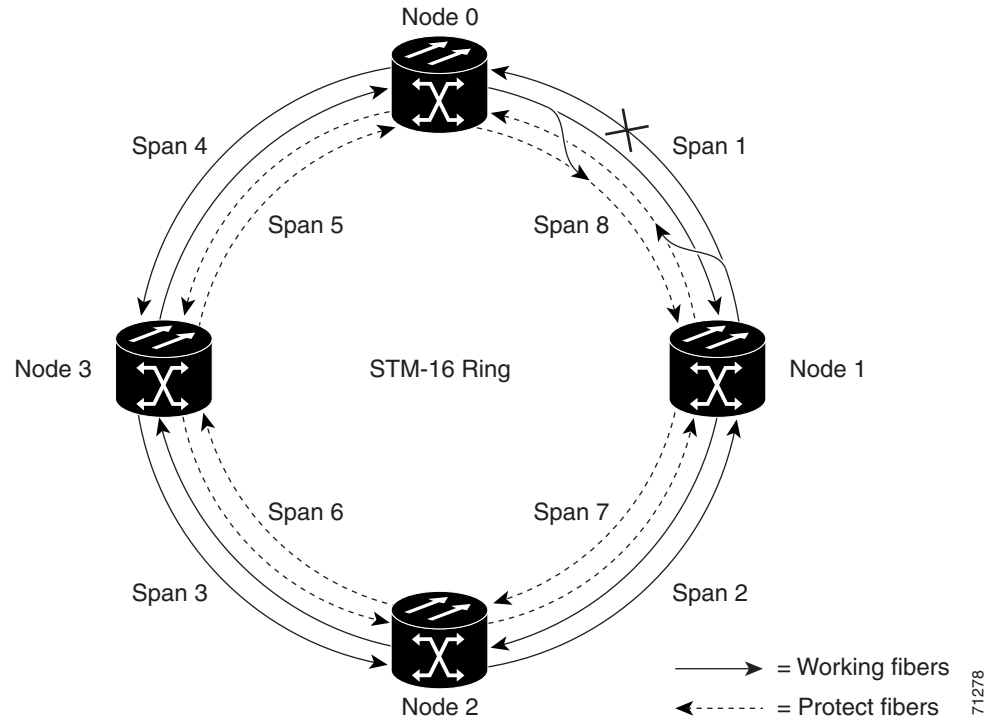 Node 0
Span 4
Span 1
Span 5
Span 8
Node 3
STM-16 Ring
Node 1
Span 6
Span 7
Span 3
Span 2
Node 2
= Working fibers
= Protect fibers
71278